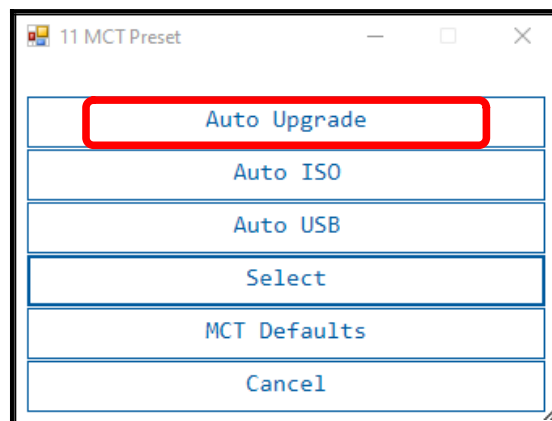 11 MCT Preset
Auto Upgrade
Auto ISO
Auto USB
Select
MCT Defaults
Cancel